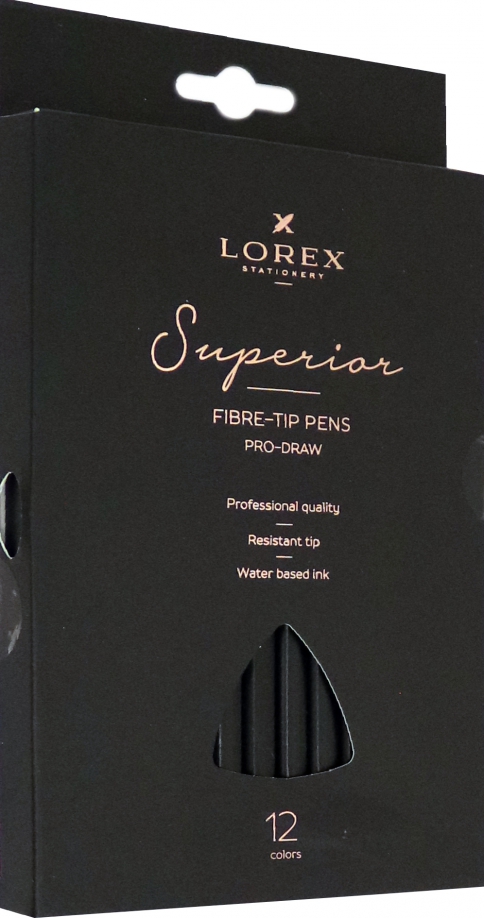 LOREX
STATIONERY
Superior
FIBRE-TIP PENS
PRO-DRAW
Professional quality
Resistant tip
Water based ink
12
colors